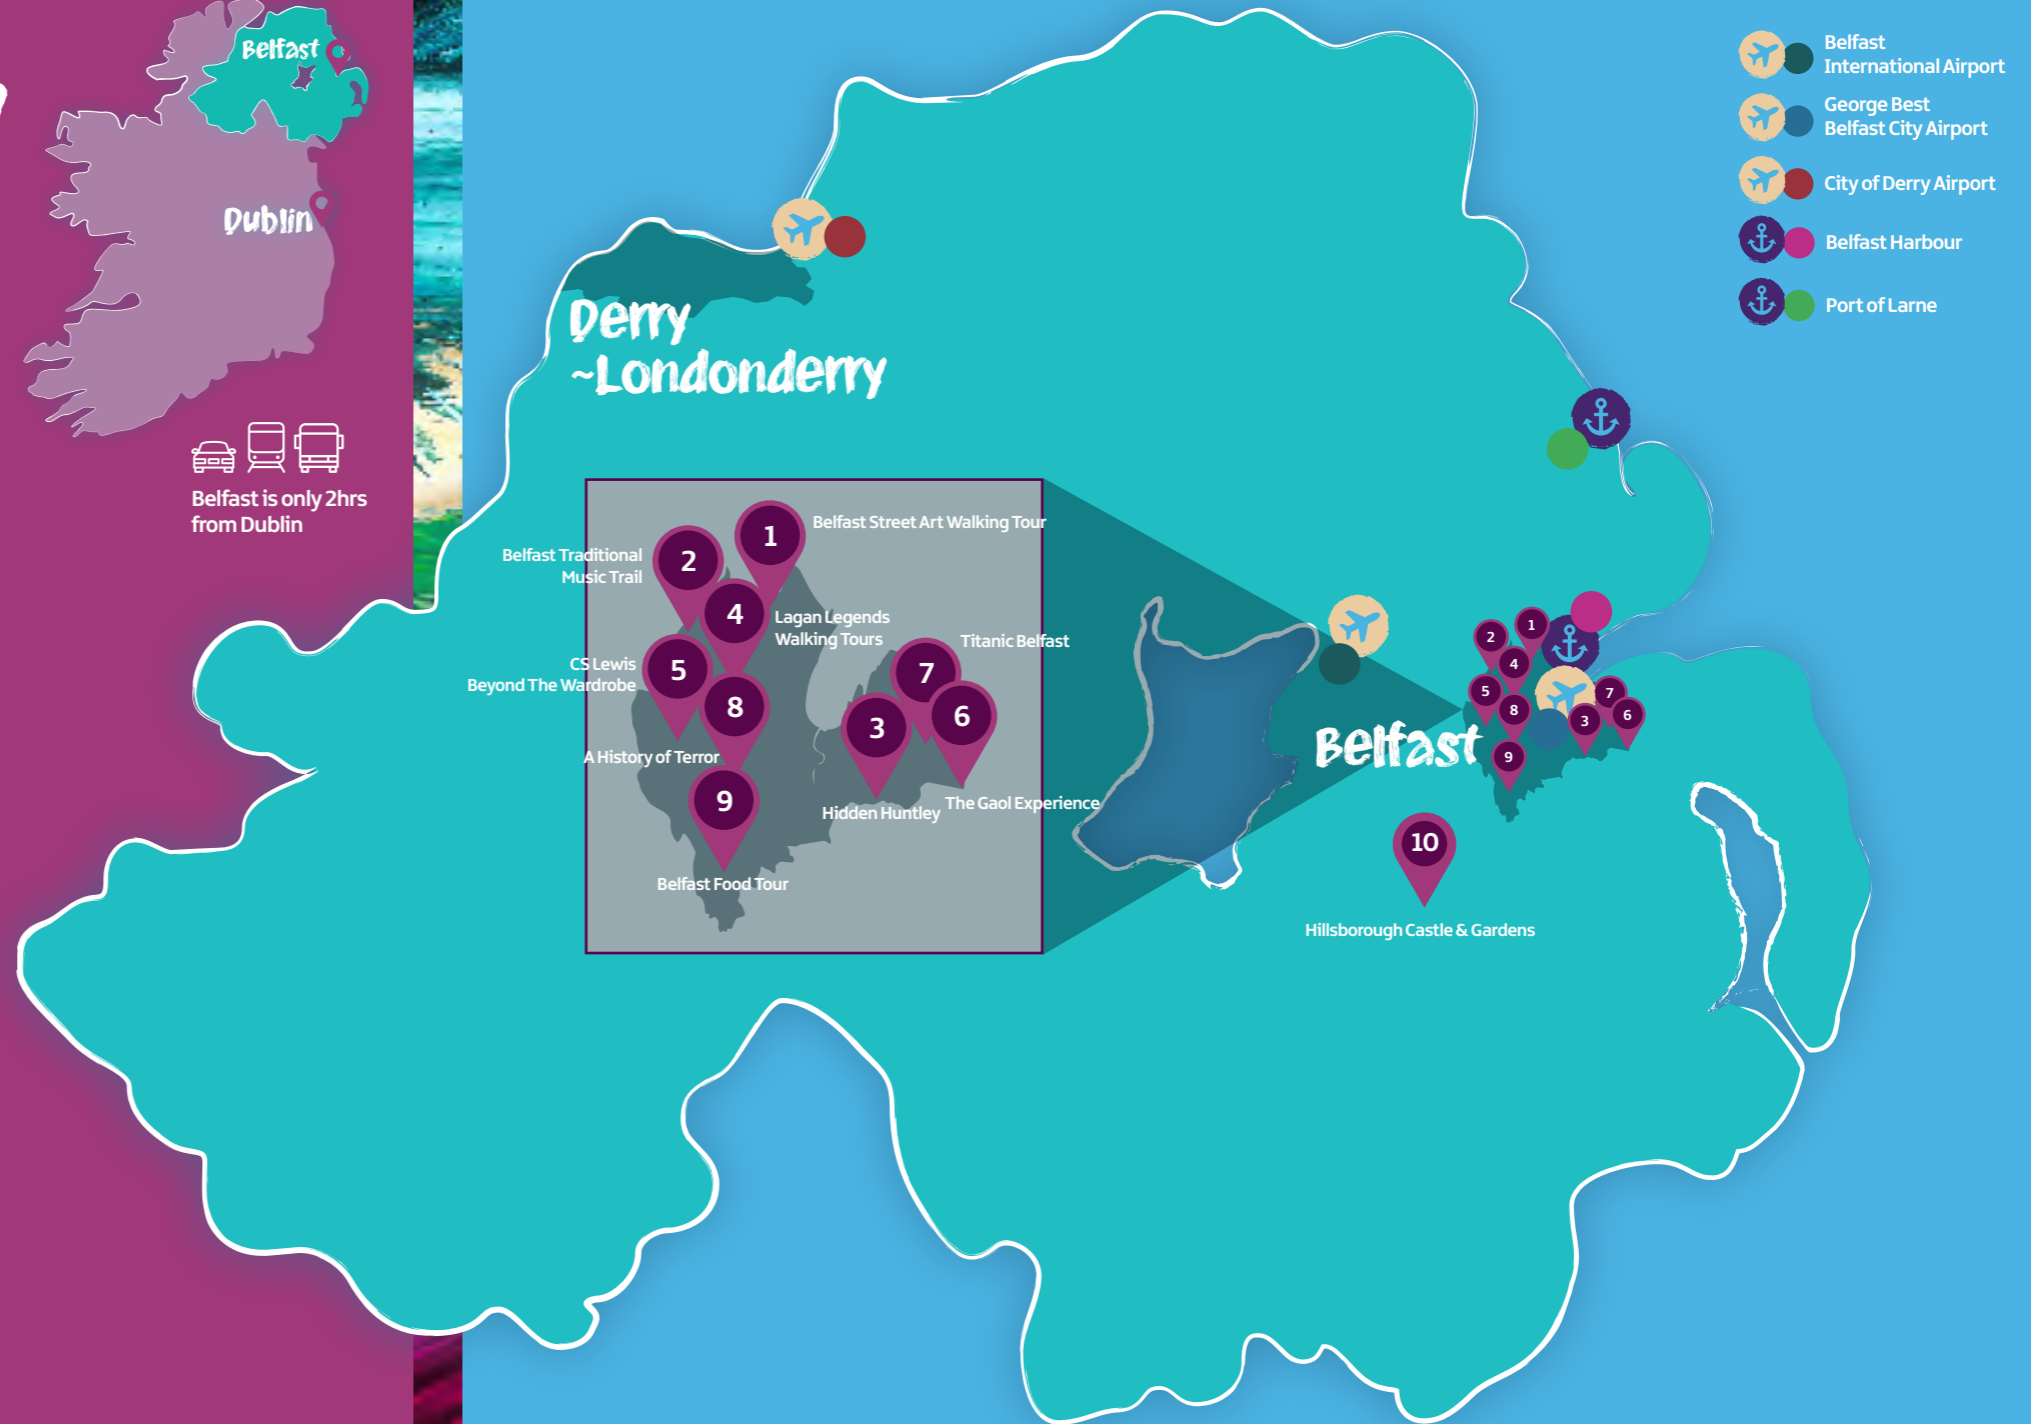 Belfast
Dublin
Belfast is only 2hrs
from Dublin
Belfast
International Airport
George Best
Belfast City Airport
City of Derry Airport
Belfast Harbour
Port of Larne
Derry
~Londonderry
1
Belfast Street Art Walking Tour
2
Belfast Traditional
Music Trail
4
Lagan Legends
Walking Tours
5
CS Lewis
Beyond The Wardrobe
7
Titanic Belfast
8
A History of Terror
3
Hidden Huntley
6
The Gaol Experience
9
Belfast Food Tour
Belfast
1
2
4
5
7
8
3
6
9
10
Hillsborough Castle & Gardens